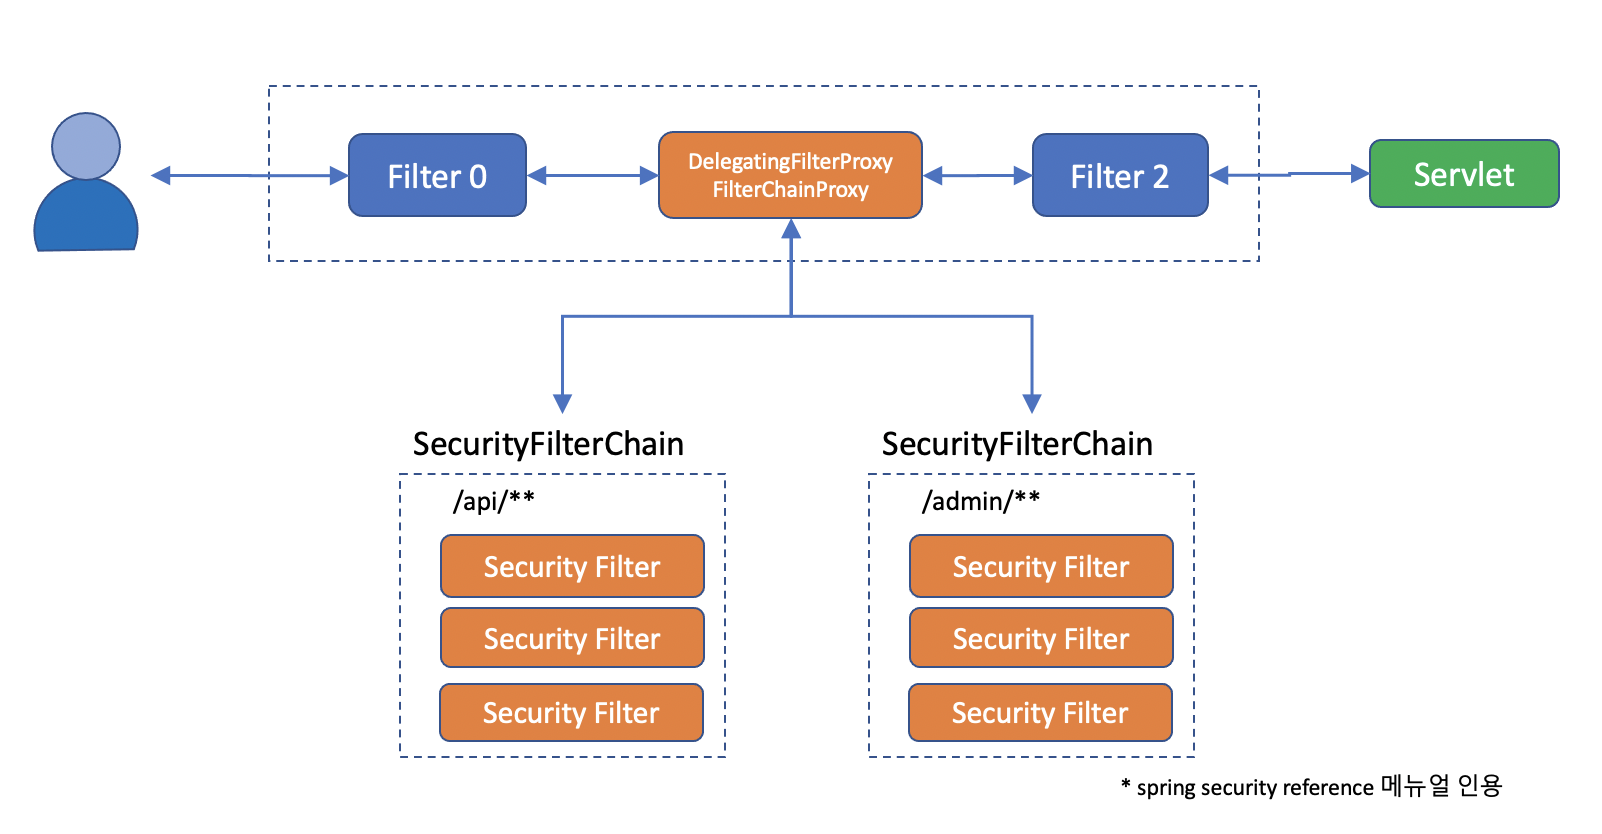 Filter 0
DelegatingFilterProxy
FilterChainProxy
Filter 2
Servlet
SecurityFilterChain
/api/**
Security Filter
Security Filter
Security Filter
SecurityFilterChain
/admin/**
Security Filter
Security Filter
Security Filter
* spring security reference 메뉴얼 인용